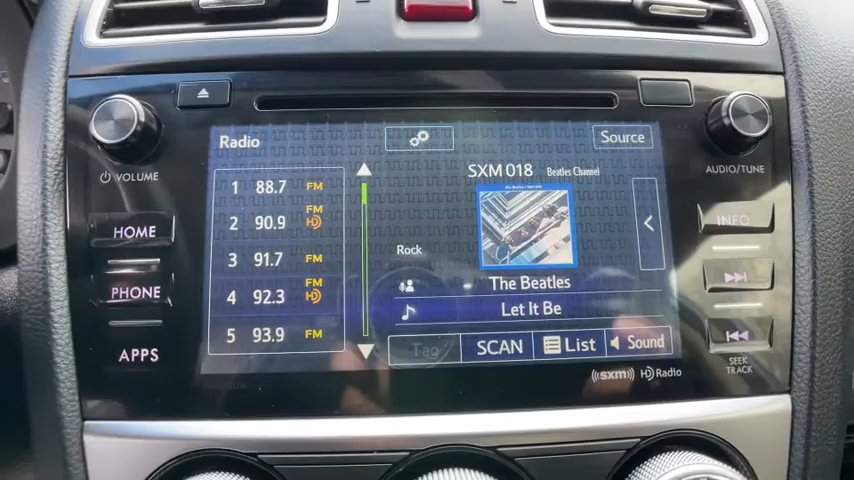 Radio
Source
VOLUME
AUDIO/TUNE
SXM 018 Beatles Channel
1 88.7 FM
2 90.9 FM HD
3 91.7 FM
4 92.3 FM HD
5 93.9 FM
HOME
PHONE
APPS
INFO
Rock
The Beatles
Let It Be
Tag
SCAN
List
Sound
SEEK
TRACK
((sxm)) HD Radio